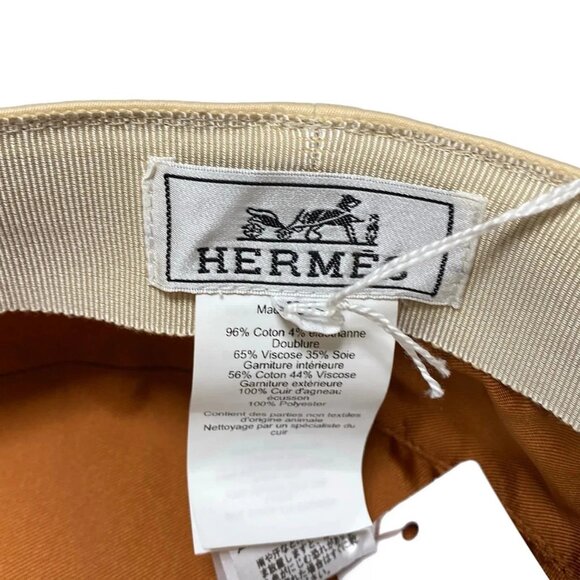 HERMES
Made
96% Coton 4% élasthanne
Doublure
65% Viscose 35% Soie
Garniture intérieure
56% Coton 44% Viscose
Garniture extérieure
100% Cuir d'agneau
écusson
100% Polyester
Contient des parties non textiles
d'origine animale
Nettoyage par un spécialiste du
cuir